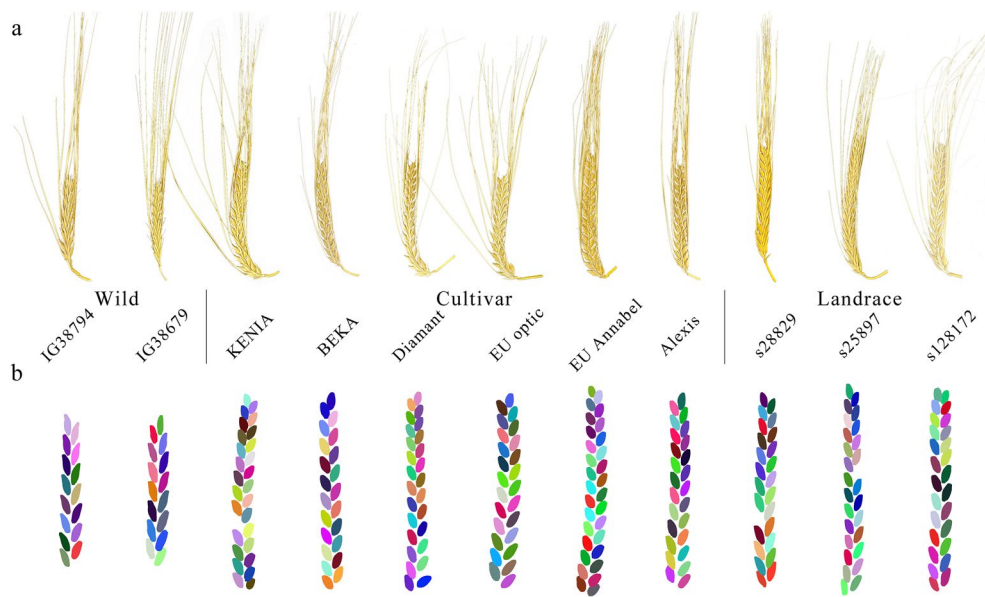 a
Wild
Cultivar
Landrace
IG38794
IG38679
KENIA
BEKA
Diamant
EU optic
EU Annabel
Alexis
s28829
s25897
s128172
b